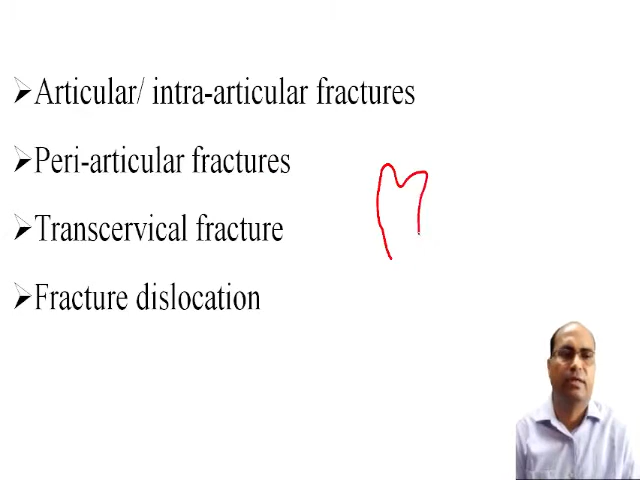 Articular/ intra-articular fractures
Peri-articular fractures
Transcervical fracture
Fracture dislocation